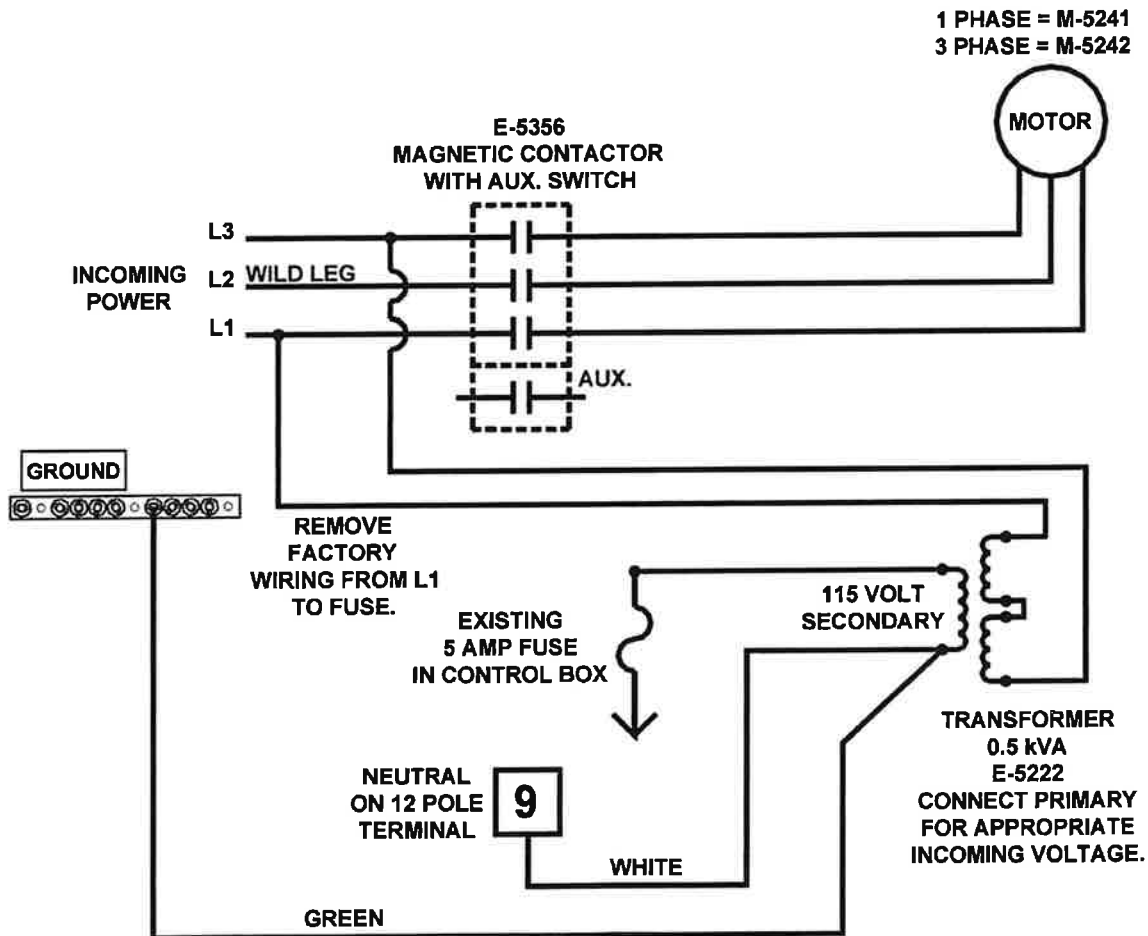 1 PHASE = M-5241
3 PHASE = M-5242
MOTOR
E-5356
MAGNETIC CONTACTOR
WITH AUX. SWITCH
L3
INCOMING
POWER
L2
WILD LEG
L1
AUX.
GROUND
REMOVE
FACTORY
WIRING FROM L1
TO FUSE.
EXISTING
5 AMP FUSE
IN CONTROL BOX
115 VOLT
SECONDARY
TRANSFORMER
0.5 kVA
E-5222
CONNECT PRIMARY
FOR APPROPRIATE
INCOMING VOLTAGE.
NEUTRAL
ON 12 POLE
TERMINAL
9
WHITE
GREEN